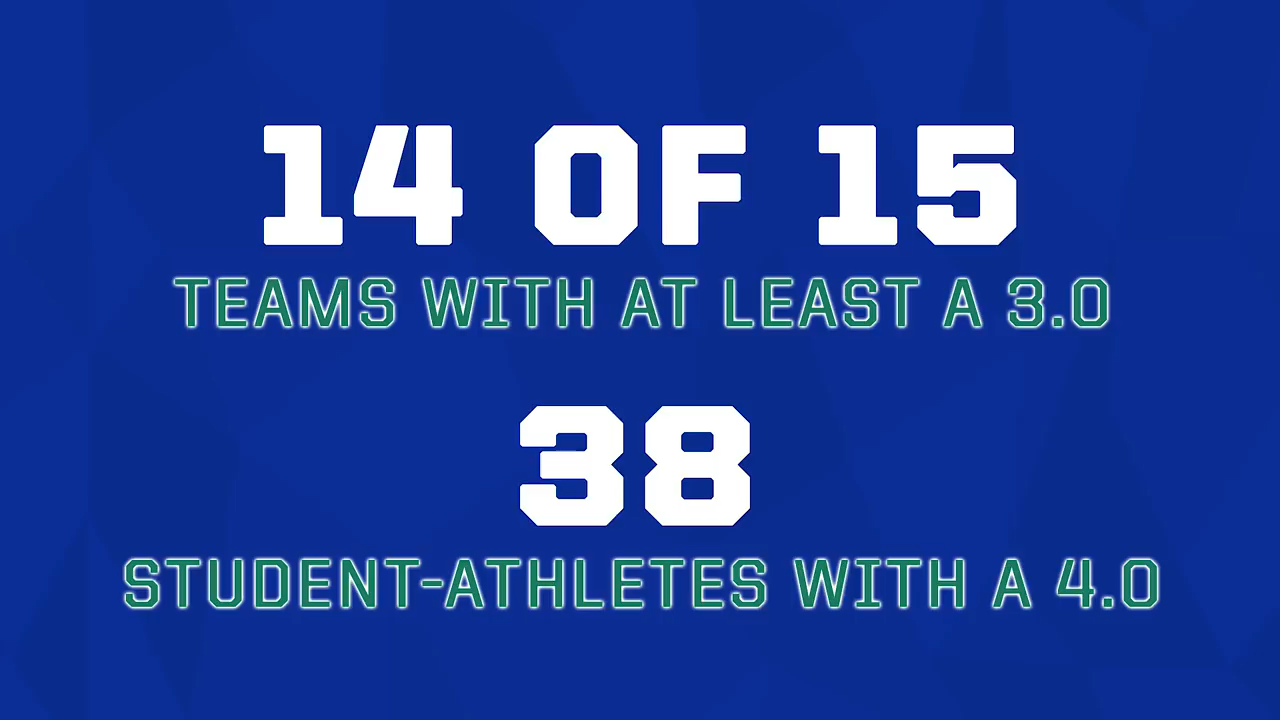 14 OF 15
TEAMS WITH AT LEAST A 3.0
38
STUDENT-ATHLETES WITH A 4.0